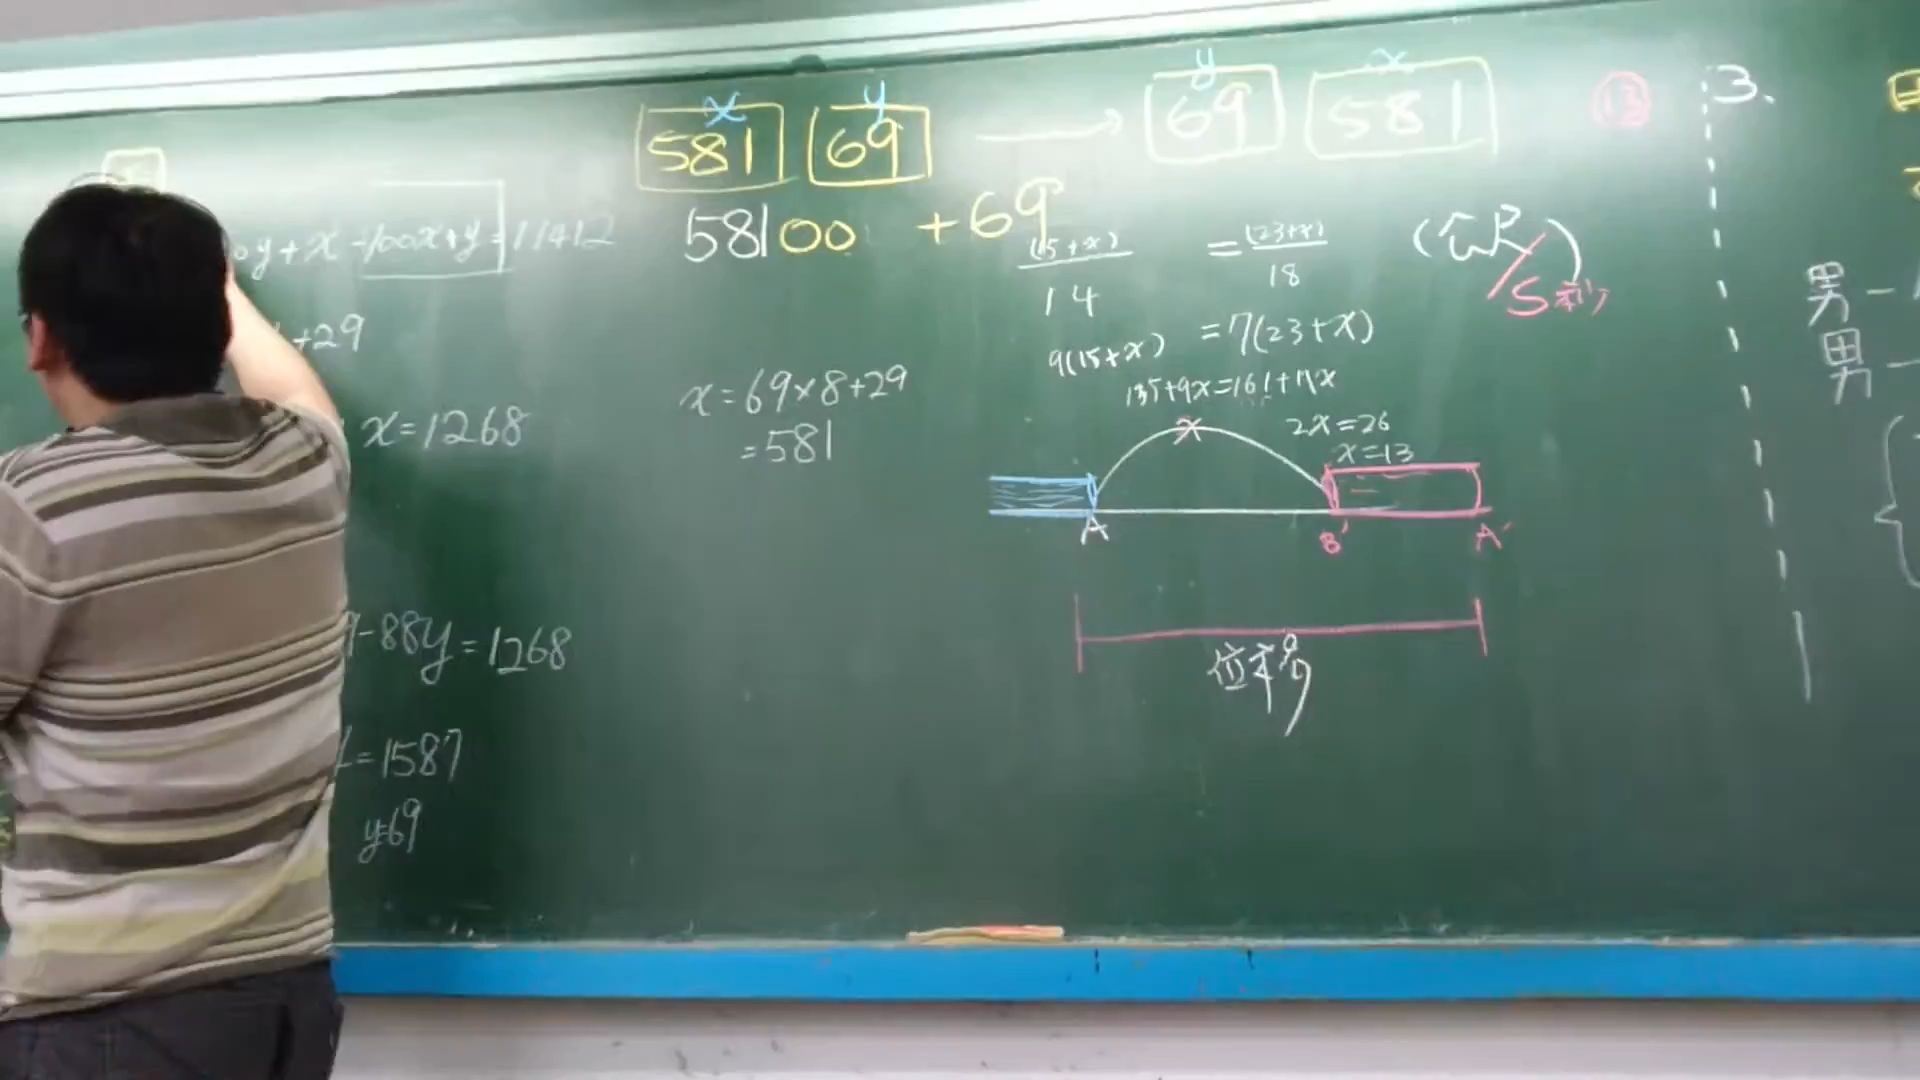 x y y x
581 69 → 69 581 ⑬ 3.
y+x-100x+y=11412
58100 +69
(15+x)/14 = (23+x)/18 (公尺/5秒)
+29
9(15+x) = 7(23+x)
135+9x=161+7x
x=69×8+29
=581
x=1268
2x=26
x=13
x
A B' A'
-88y=1268
位移
=1587
y=69
男-
男-